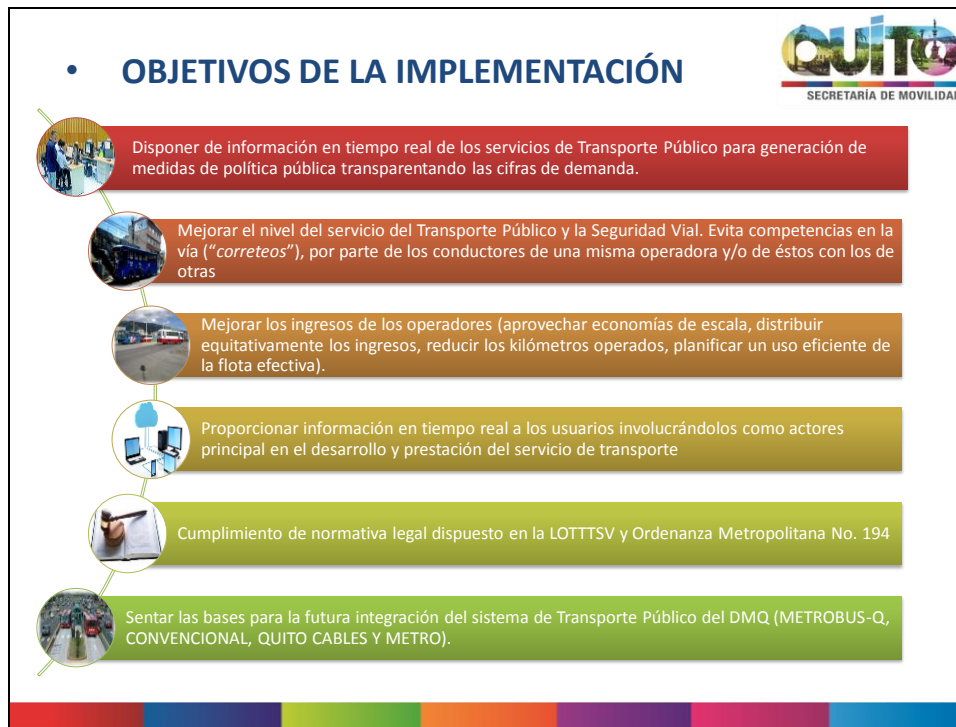 • OBJETIVOS DE LA IMPLEMENTACIÓN
QUITO
SECRETARÍA DE MOVILIDAD
Disponer de información en tiempo real de los servicios de Transporte Público para generación de
medidas de política pública transparentando las cifras de demanda.
Mejorar el nivel del servicio del Transporte Público y la Seguridad Vial. Evita competencias en la
vía (“correteos”), por parte de los conductores de una misma operadora y/o de éstos con los de
otras
Mejorar los ingresos de los operadores (aprovechar economías de escala, distribuir
equitativamente los ingresos, reducir los kilómetros operados, planificar un uso eficiente de
la flota efectiva).
Proporcionar información en tiempo real a los usuarios involucrándolos como actores
principal en el desarrollo y prestación del servicio de transporte
Cumplimiento de normativa legal dispuesto en la LOTTTSV y Ordenanza Metropolitana No. 194
Sentar las bases para la futura integración del sistema de Transporte Público del DMQ (METROBUS-Q,
CONVENCIONAL, QUITO CABLES Y METRO).